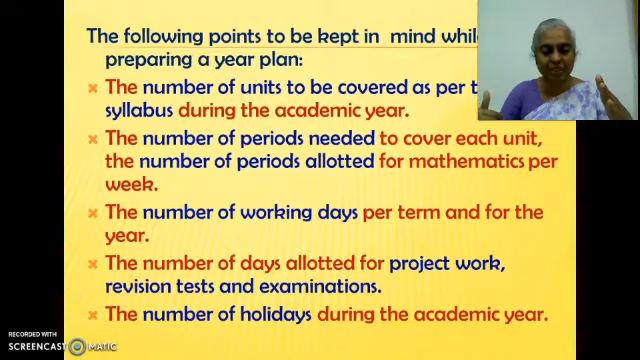 The following points to be kept in mind whil
preparing a year plan:
The number of units to be covered as per t
syllabus during the academic year.
The number of periods needed to cover each unit,
the number of periods allotted for mathematics per
week.
The number of working days per term and for the
year.
The number of days allotted for project work,
revision tests and examinations.
The number of holidays during the academic year.
RECORDED WITH
SCREENCAST MATIC